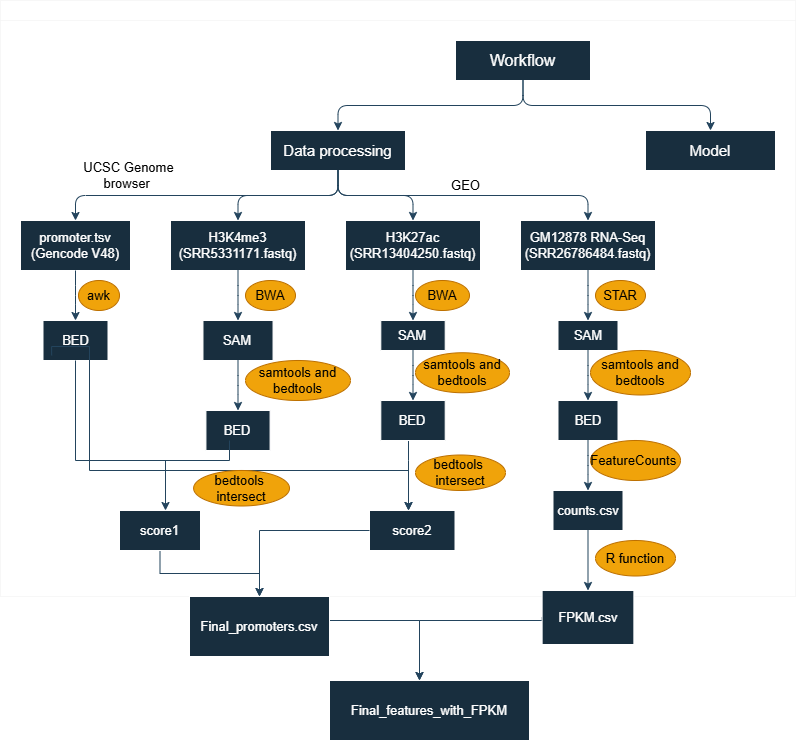 Workflow
Data processing
Model
UCSC Genome
browser
GEO
promoter.tsv
(Gencode V48)
H3K4me3
(SRR5331171.fastq)
H3K27ac
(SRR13404250.fastq)
GM12878 RNA-Seq
(SRR26786484.fastq)
awk
BWA
BWA
STAR
BED
SAM
SAM
SAM
samtools and
bedtools
samtools and
bedtools
samtools and
bedtools
BED
BED
BED
bedtools
intersect
bedtools
intersect
FeatureCounts
score1
score2
counts.csv
R function
Final_promoters.csv
FPKM.csv
Final_features_with_FPKM